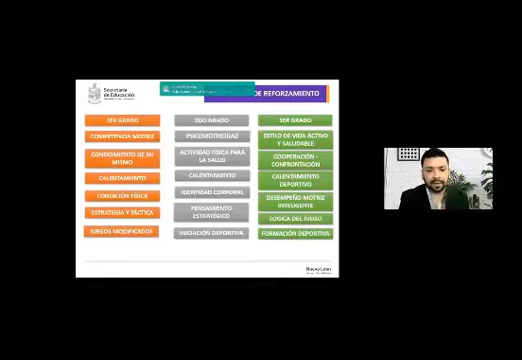 Secretaría
de Educación
DE REFORZAMIENTO
1ER GRADO
COMPETENCIA MOTRIZ
CONOCIMIENTO DE MI
MISMO
CALENTAMIENTO
CONDICIÓN FÍSICA
ESTRATEGIA Y TÁCTICA
JUEGOS MODIFICADOS
2DO GRADO
PSICOMOTRICIDAD
ACTIVIDAD FÍSICA PARA
LA SALUD
CALENTAMIENTO
IDENTIDAD CORPORAL
PENSAMIENTO
ESTRATÉGICO
INICIACIÓN DEPORTIVA
3ER GRADO
ESTILO DE VIDA ACTIVO
Y SALUDABLE
COOPERACIÓN -
CONFRONTACIÓN
CALENTAMIENTO
DEPORTIVO
DESEMPEÑO MOTRIZ
INTELIGENTE
LOGICA DEL JUEGO
FORMACIÓN DEPORTIVA
Nuevo León